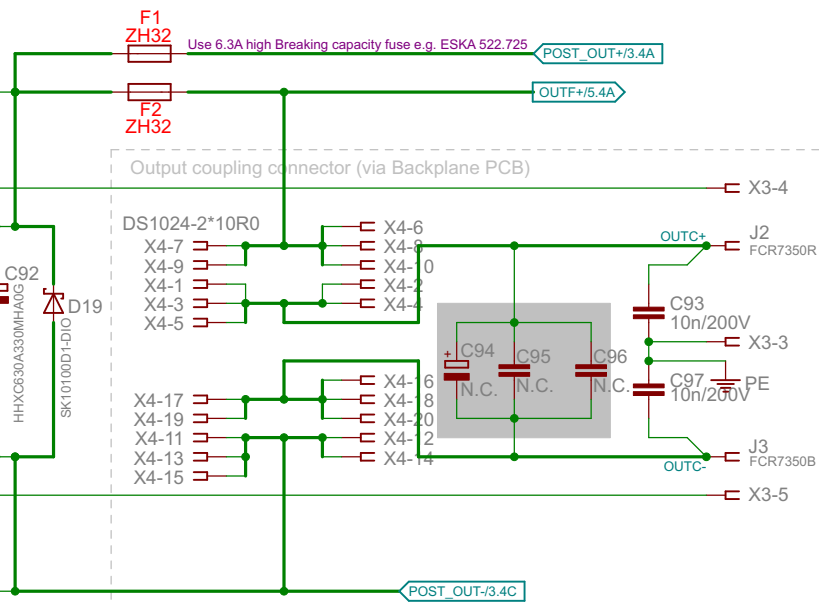 F1
ZH32
Use 6.3A high Breaking capacity fuse e.g. ESKA 522.725
POST_OUT+/3.4A
OUTF+/5.4A
F2
ZH32
Output coupling connector (via Backplane PCB)
X3-4
DS1024-2*10R0
X4-7
X4-9
X4-1
X4-3
X4-5
X4-6
X4-8
X4-10
X4-2
X4-4
OUTC+
J2
FCR7350R
C92
HHXC630A330MHA0G
D19
SK10100D1-DIO
C93
10n/200V
X3-3
+
C94
N.C.
C95
N.C.
C96
N.C.
C97
10n/200V
PE
X4-17
X4-19
X4-11
X4-13
X4-15
X4-16
X4-18
X4-20
X4-12
X4-14
OUTC-
J3
FCR7350B
X3-5
POST_OUT-/3.4C